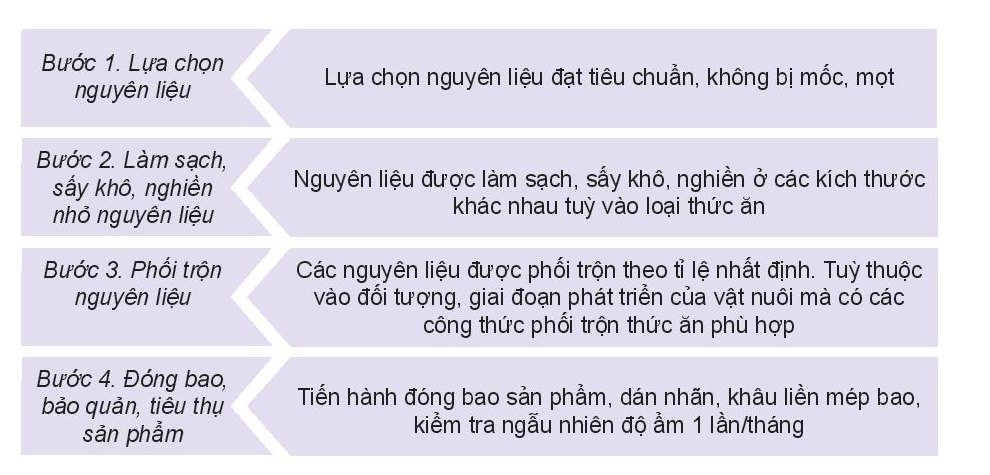 Bước 1. Lựa chọn
nguyên liệu
Lựa chọn nguyên liệu đạt tiêu chuẩn, không bị mốc, mọt
Bước 2. Làm sạch,
sấy khô, nghiền
nhỏ nguyên liệu
Nguyên liệu được làm sạch, sấy khô, nghiền ở các kích thước
khác nhau tuỳ vào loại thức ăn
Bước 3. Phối trộn
nguyên liệu
Các nguyên liệu được phối trộn theo tỉ lệ nhất định. Tuỳ thuộc
vào đối tượng, giai đoạn phát triển của vật nuôi mà có các
công thức phối trộn thức ăn phù hợp
Bước 4. Đóng bao,
bảo quản, tiêu thụ
sản phẩm
Tiến hành đóng bao sản phẩm, dán nhãn, khâu liền mép bao,
kiểm tra ngẫu nhiên độ ẩm 1 lần/tháng